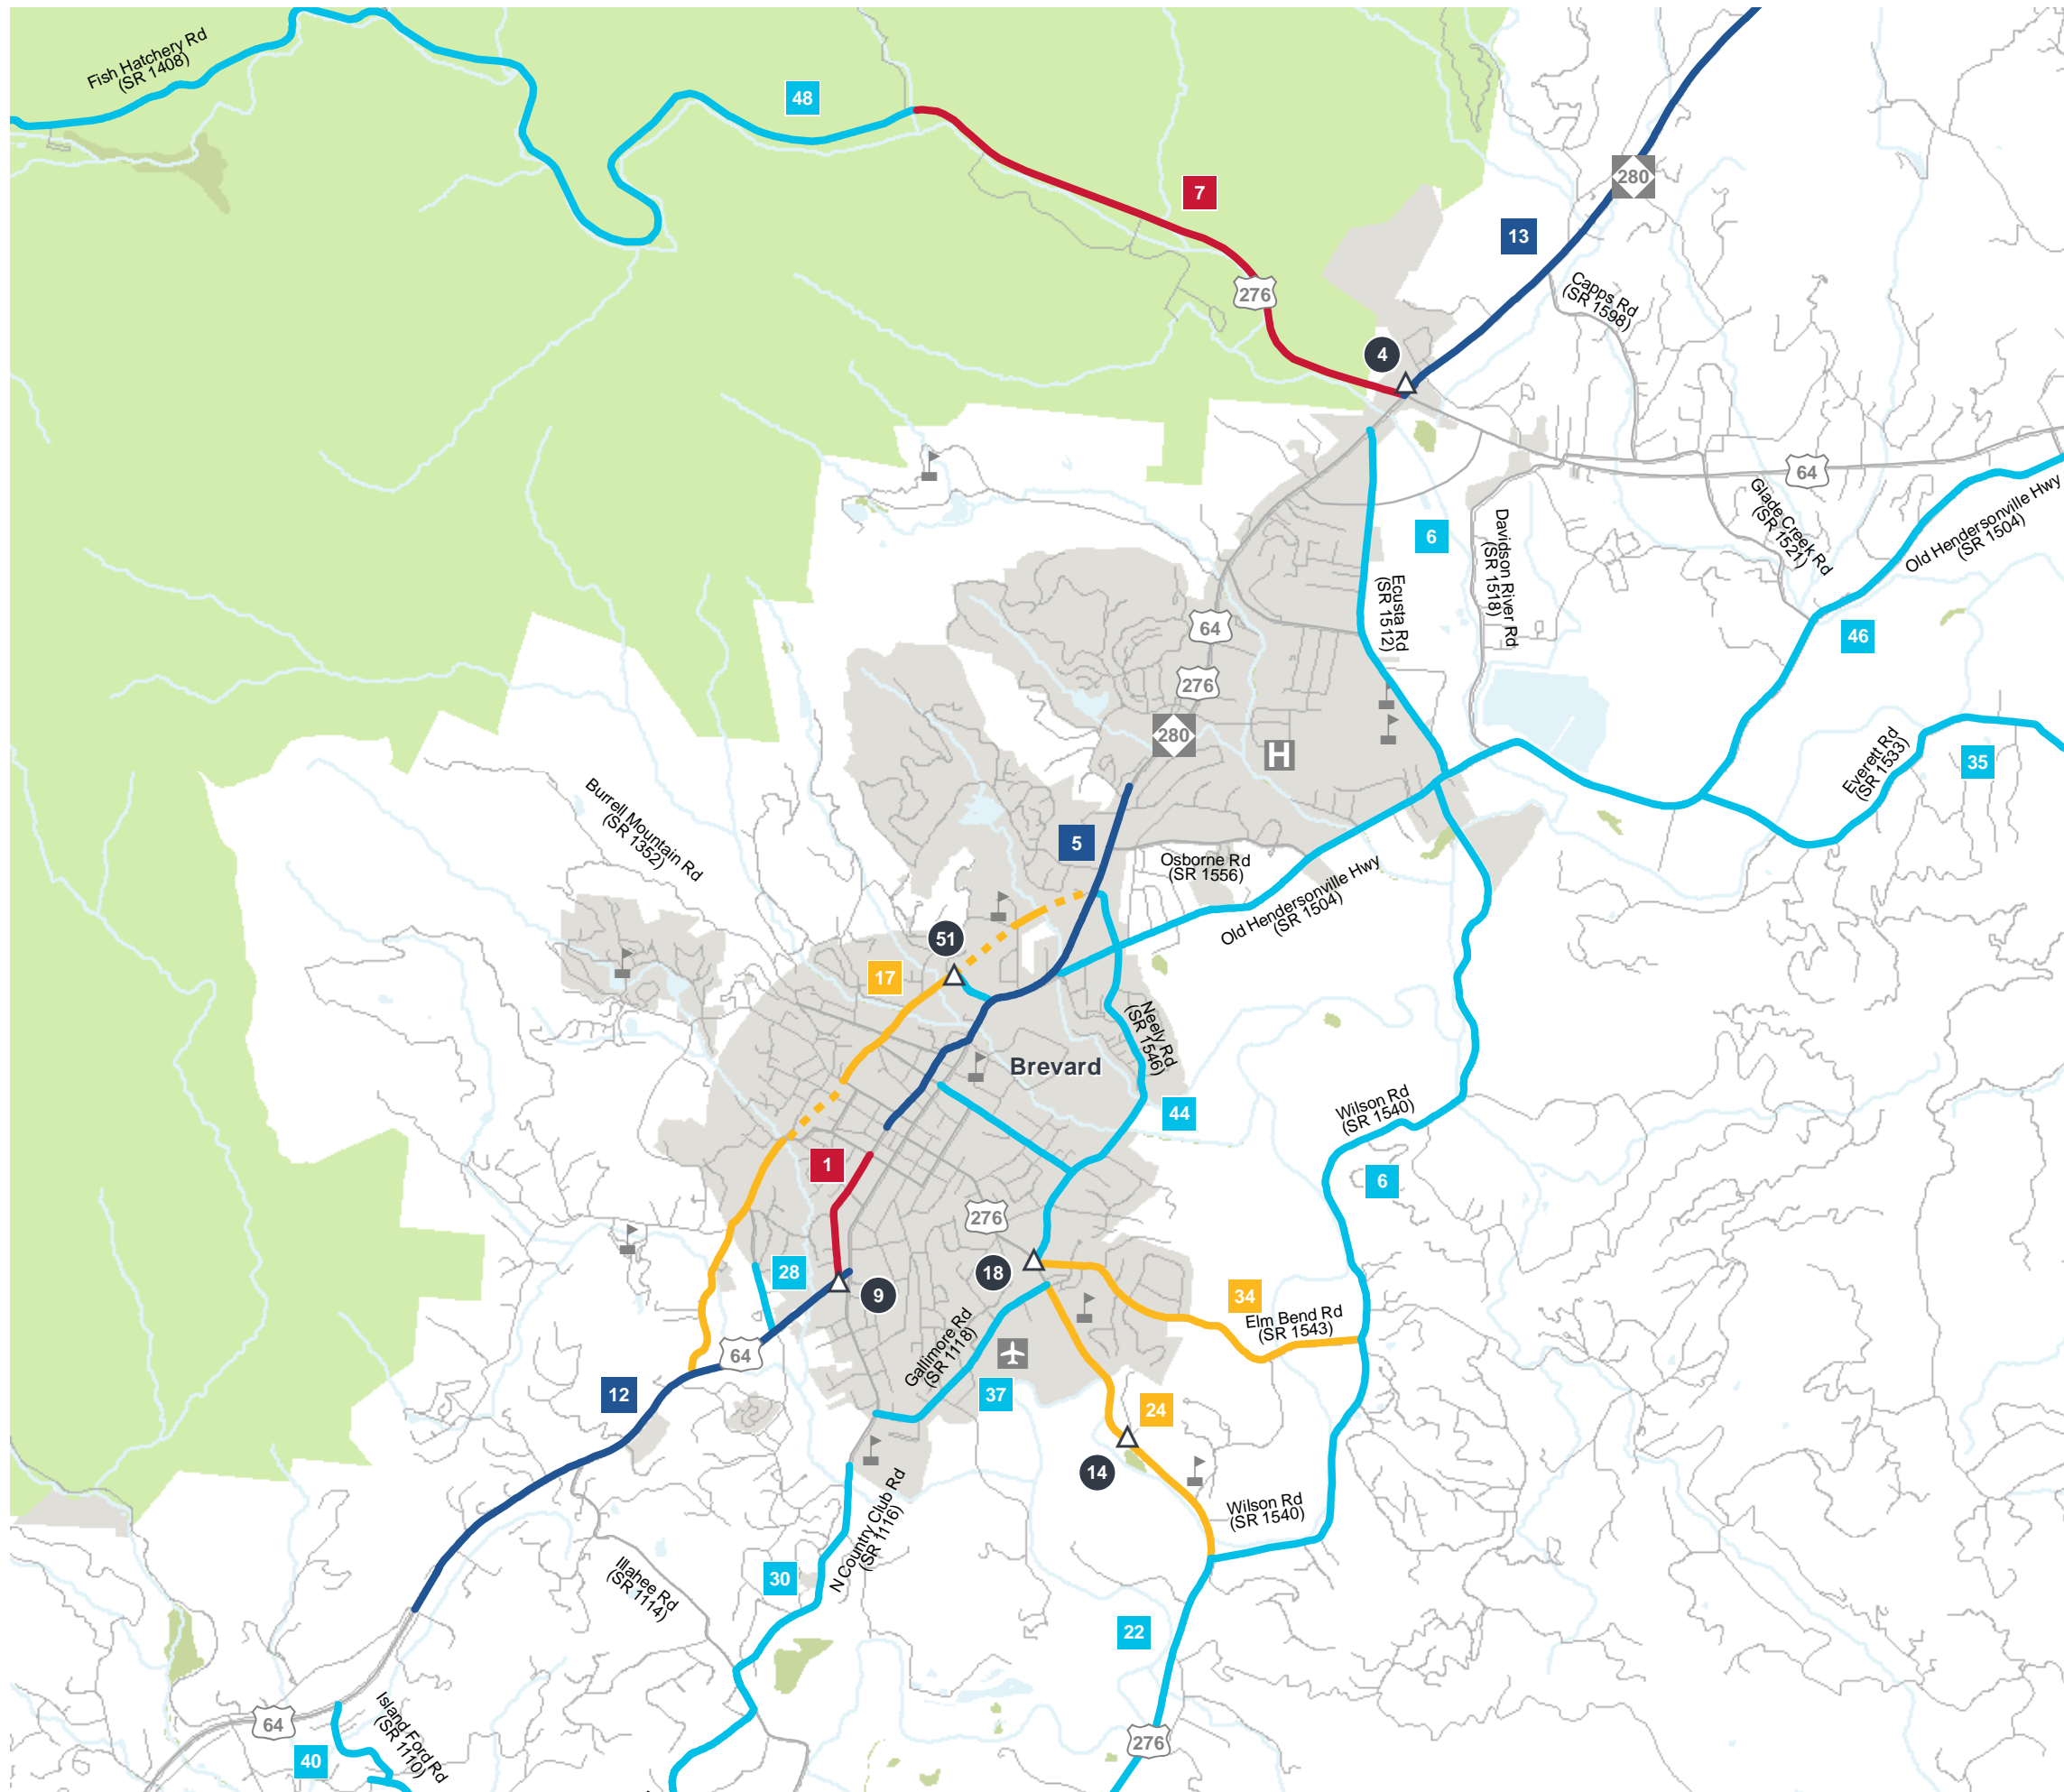 Fish Hatchery Rd
(SR 1408)
48
7
280
13
276
Capps Rd
(SR 1598)
4
64
Glade Creek Rd
(SR 1521)
Old Hendersonville Hwy
(SR 1504)
6
Davidson River Rd
(SR 1518)
Ecusta Rd
(SR 1512)
64
46
276
280
H
Everett Rd
(SR 1533)
35
Burrell Mountain Rd
(SR 1352)
5
Osborne Rd
(SR 1556)
Old Hendersonville Hwy
(SR 1504)
51
17
Neely Rd
(SR 1546)
Brevard
44
Wilson Rd
(SR 1540)
1
6
276
28
18
9
34
Elm Bend Rd
(SR 1543)
64
Gallimore Rd
(SR 1118)
12
37
24
14
N Country Club Rd
(SR 1116)
Wilson Rd
(SR 1540)
Illahee Rd
(SR 1114)
30
22
64
Island Ford Rd
(SR 1110)
276
40